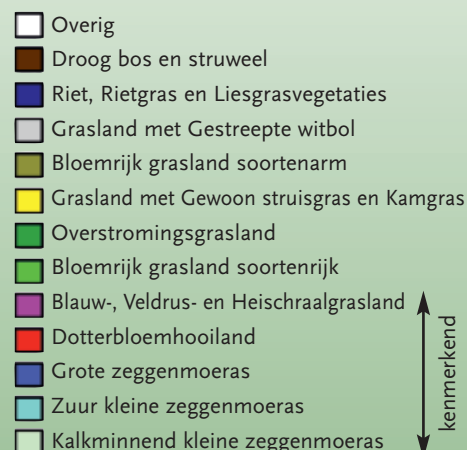 Overig
Droog bos en struweel
Riet, Rietgras en Liesgrasvegetaties
Grasland met Gestreepte witbol
Bloemrijk grasland soortenarm
Grasland met Gewoon struisgras en Kamgras
Overstromingsgrasland
Bloemrijk grasland soortenrijk
Blauw-, Veldrus- en Heischraalgrasland
Dotterbloemhooiland
Grote zeggenmoeras
Zuur kleine zeggenmoeras
Kalkminnend kleine zeggenmoeras
kenmerkend